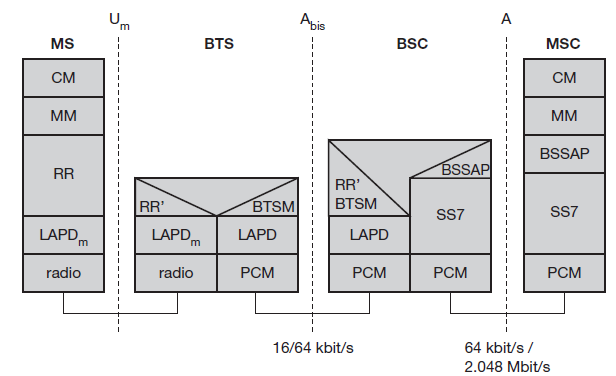 Um
Abis
A
MS
BTS
BSC
MSC
CM
CM
MM
MM
RR
RR'
BTSM
RR'
BTSM
BSSAP
BSSAP
SS7
SS7
LAPDm
LAPDm
LAPD
LAPD
radio
radio
PCM
PCM
PCM
PCM
16/64 kbit/s
64 kbit/s /
2.048 Mbit/s